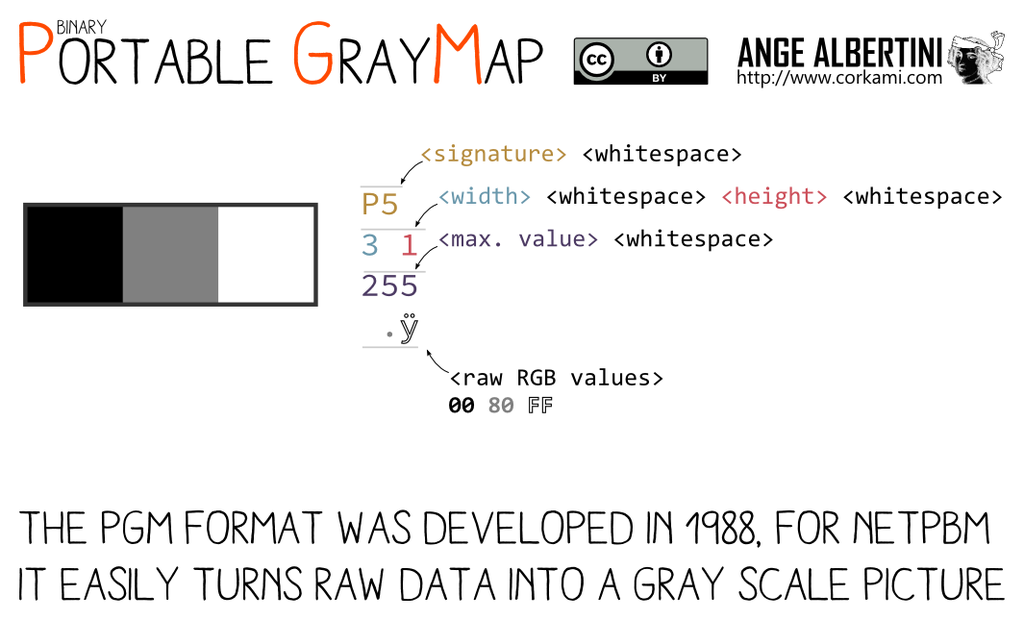 BINARY
PORTABLE GRAYMAP
cc BY
ANGE ALBERTINI
http://www.corkami.com
<signature> <whitespace>
P5
<width> <whitespace> <height> <whitespace>
3 1
<max. value> <whitespace>
255
.ÿ
<raw RGB values>
00 80 FF
THE PGM FORMAT WAS DEVELOPED IN 1988, FOR NETPBM
IT EASILY TURNS RAW DATA INTO A GRAY SCALE PICTURE